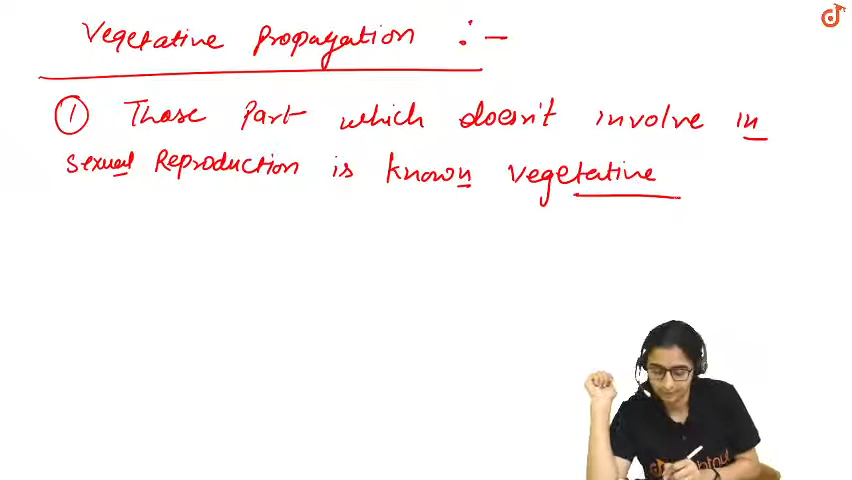 Vegetative Propagation :-
① Those Part which doesn't involve in
sexual Reproduction is known vegetative